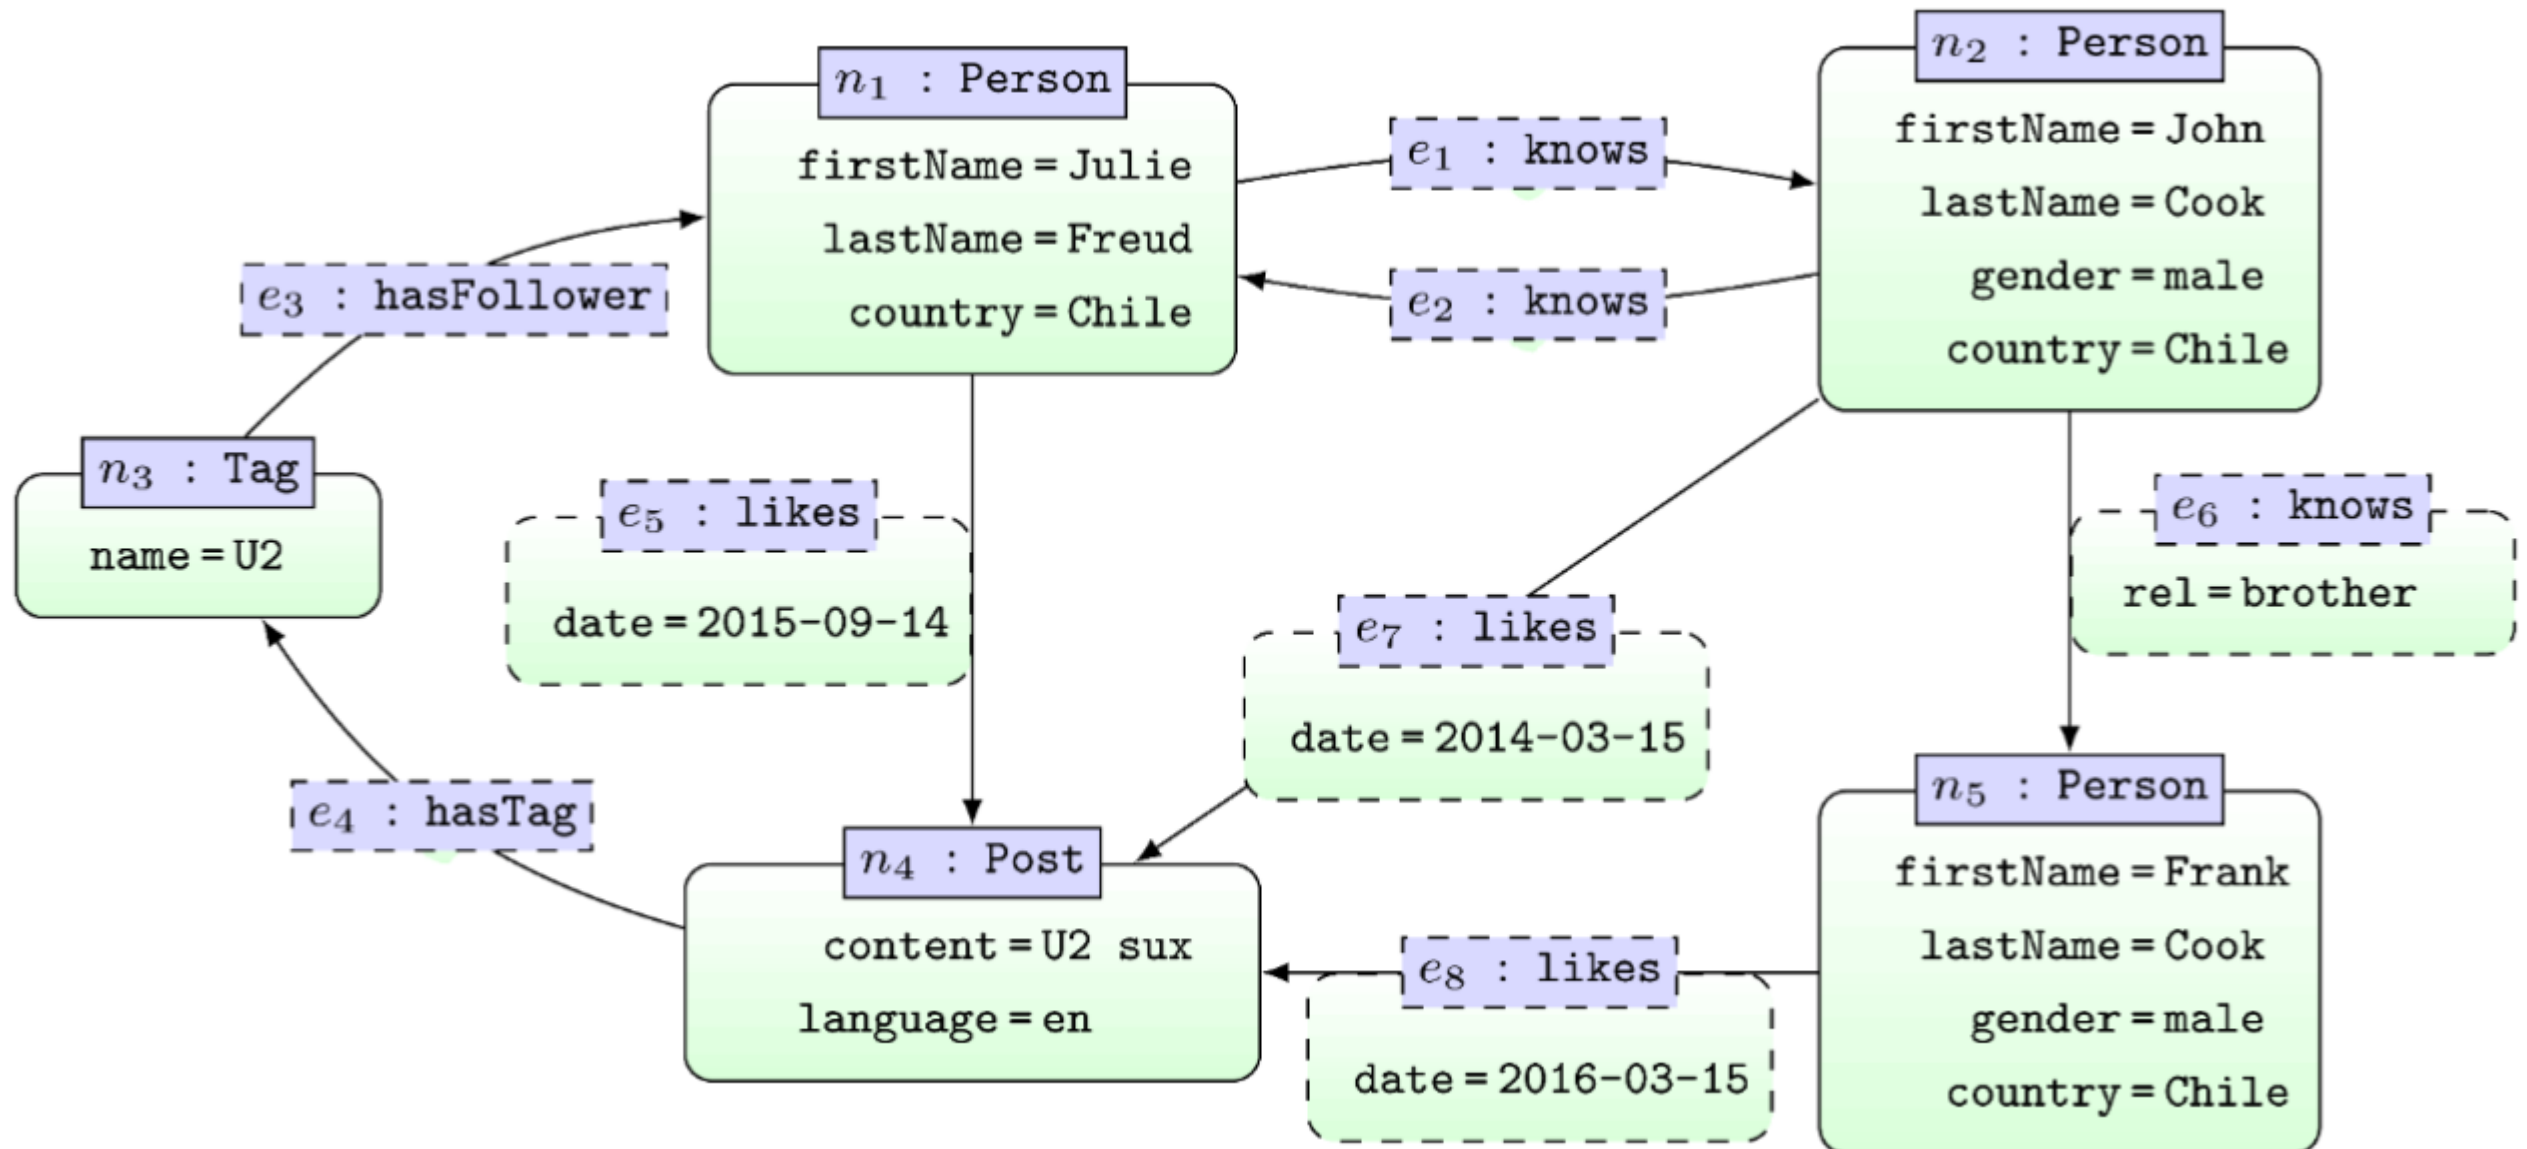 n1 : Person
firstName = Julie
lastName = Freud
country = Chile
e1 : knows
e2 : knows
n2 : Person
firstName = John
lastName = Cook
gender = male
country = Chile
e3 : hasFollower
n3 : Tag
name = U2
e5 : likes
date = 2015-09-14
e7 : likes
date = 2014-03-15
e6 : knows
rel = brother
e4 : hasTag
n4 : Post
content = U2 sux
language = en
e8 : likes
date = 2016-03-15
n5 : Person
firstName = Frank
lastName = Cook
gender = male
country = Chile